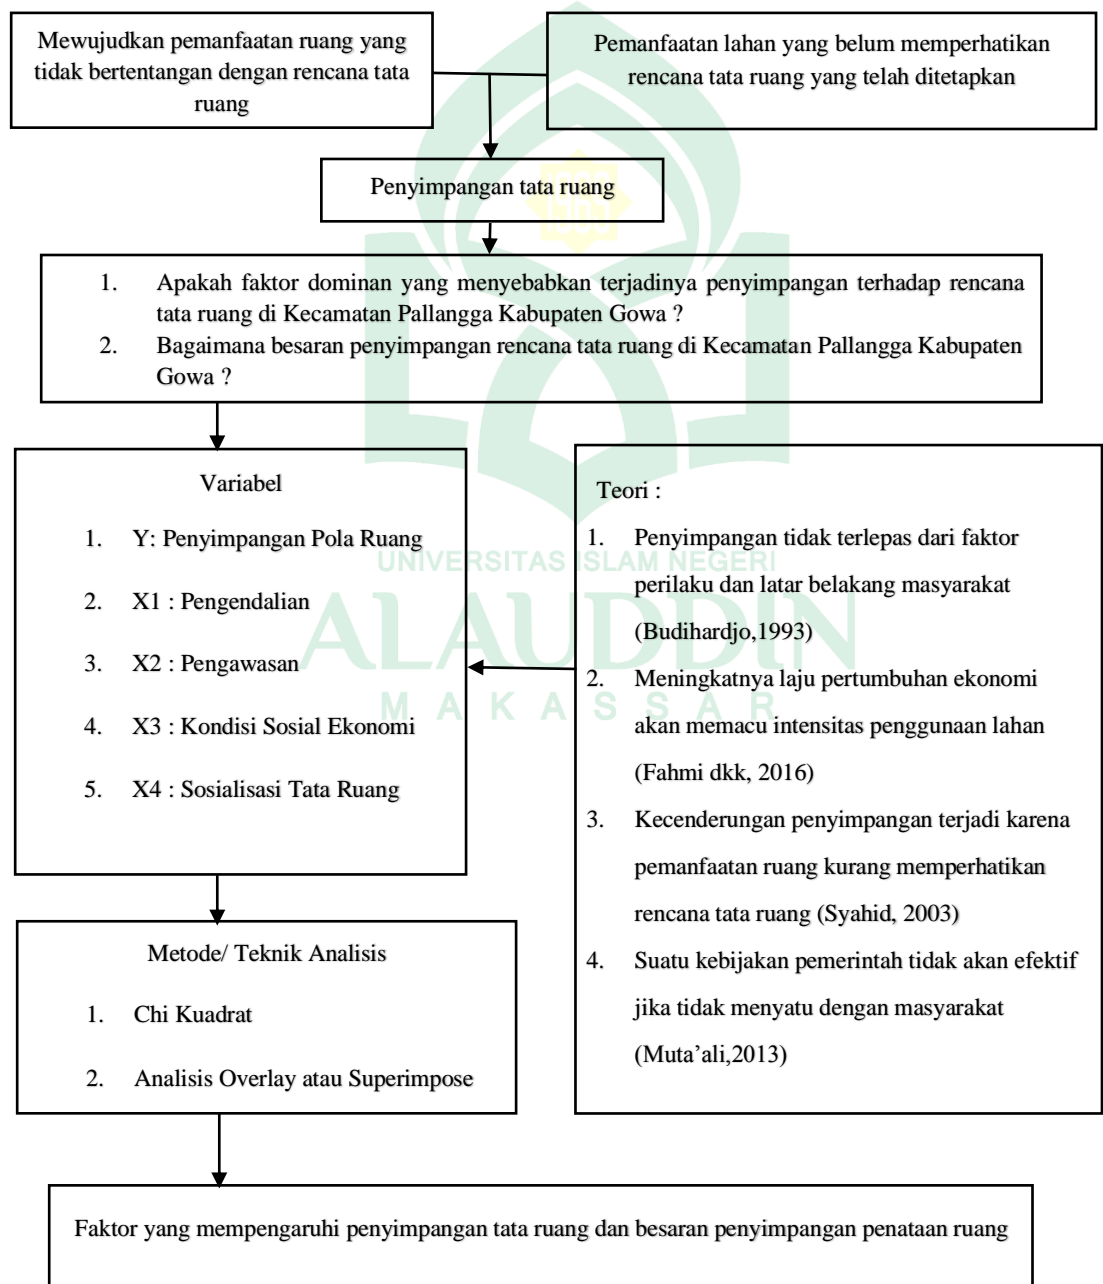 Mewujudkan pemanfaatan ruang yang
tidak bertentangan dengan rencana tata
ruang
Pemanfaatan lahan yang belum memperhatikan
rencana tata ruang yang telah ditetapkan
Penyimpangan tata ruang
1963
1. Apakah faktor dominan yang menyebabkan terjadinya penyimpangan terhadap rencana
tata ruang di Kecamatan Pallangga Kabupaten Gowa ?
2. Bagaimana besaran penyimpangan rencana tata ruang di Kecamatan Pallangga Kabupaten
Gowa ?
Variabel
1. Y: Penyimpangan Pola Ruang
2. X1 : Pengendalian
3. X2 : Pengawasan
4. X3 : Kondisi Sosial Ekonomi
5. X4 : Sosialisasi Tata Ruang
Teori :
1. Penyimpangan tidak terlepas dari faktor
perilaku dan latar belakang masyarakat
(Budihardjo,1993)
2. Meningkatnya laju pertumbuhan ekonomi
akan memacu intensitas penggunaan lahan
(Fahmi dkk, 2016)
3. Kecenderungan penyimpangan terjadi karena
pemanfaatan ruang kurang memperhatikan
rencana tata ruang (Syahid, 2003)
4. Suatu kebijakan pemerintah tidak akan efektif
jika tidak menyatu dengan masyarakat
(Muta’ali,2013)
UNIVERSITAS ISLAM NEGERI
ALAUDDIN
MAKASSAR
Metode/ Teknik Analisis
1. Chi Kuadrat
2. Analisis Overlay atau Superimpose
Faktor yang mempengaruhi penyimpangan tata ruang dan besaran penyimpangan penataan ruang